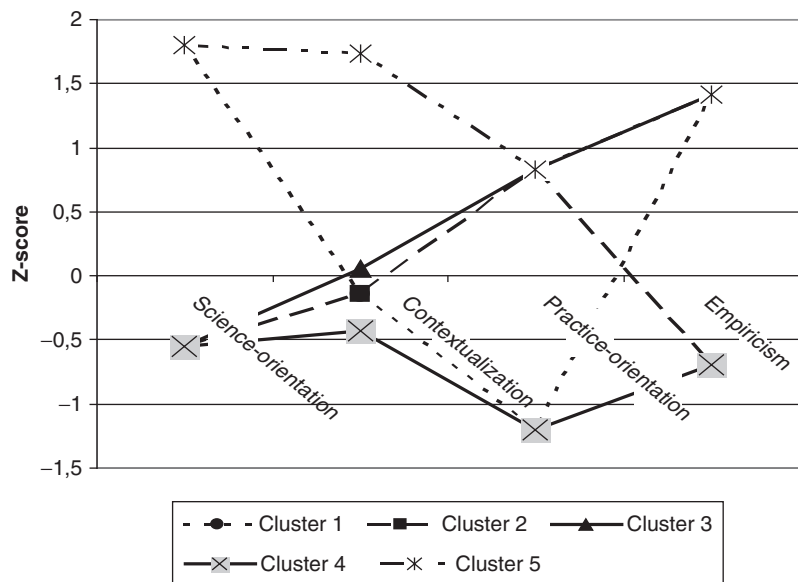 2
1,5
1
0,5
0
−0,5
−1
−1,5
Z-score
Science-orientation
Contextualization
Practice-orientation
Empiricism
Cluster 1
Cluster 2
Cluster 3
Cluster 4
Cluster 5